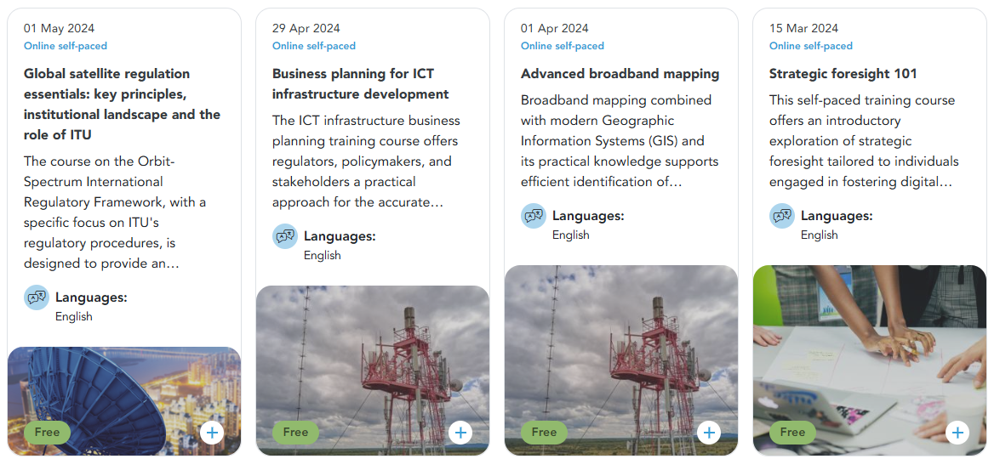 01 May 2024
Online self-paced
Global satellite regulation
essentials: key principles,
institutional landscape and the
role of ITU
The course on the Orbit-
Spectrum International
Regulatory Framework, with a
specific focus on ITU's
regulatory procedures, is
designed to provide an...
Languages:
English
Free
29 Apr 2024
Online self-paced
Business planning for ICT
infrastructure development
The ICT infrastructure business
planning training course offers
regulators, policymakers, and
stakeholders a practical
approach for the accurate...
Languages:
English
Free
01 Apr 2024
Online self-paced
Advanced broadband mapping
Broadband mapping combined
with modern Geographic
Information Systems (GIS) and
its practical knowledge supports
efficient identification of...
Languages:
English
Free
15 Mar 2024
Online self-paced
Strategic foresight 101
This self-paced training course
offers an introductory
exploration of strategic
foresight tailored to individuals
engaged in fostering digital...
Languages:
English
Free